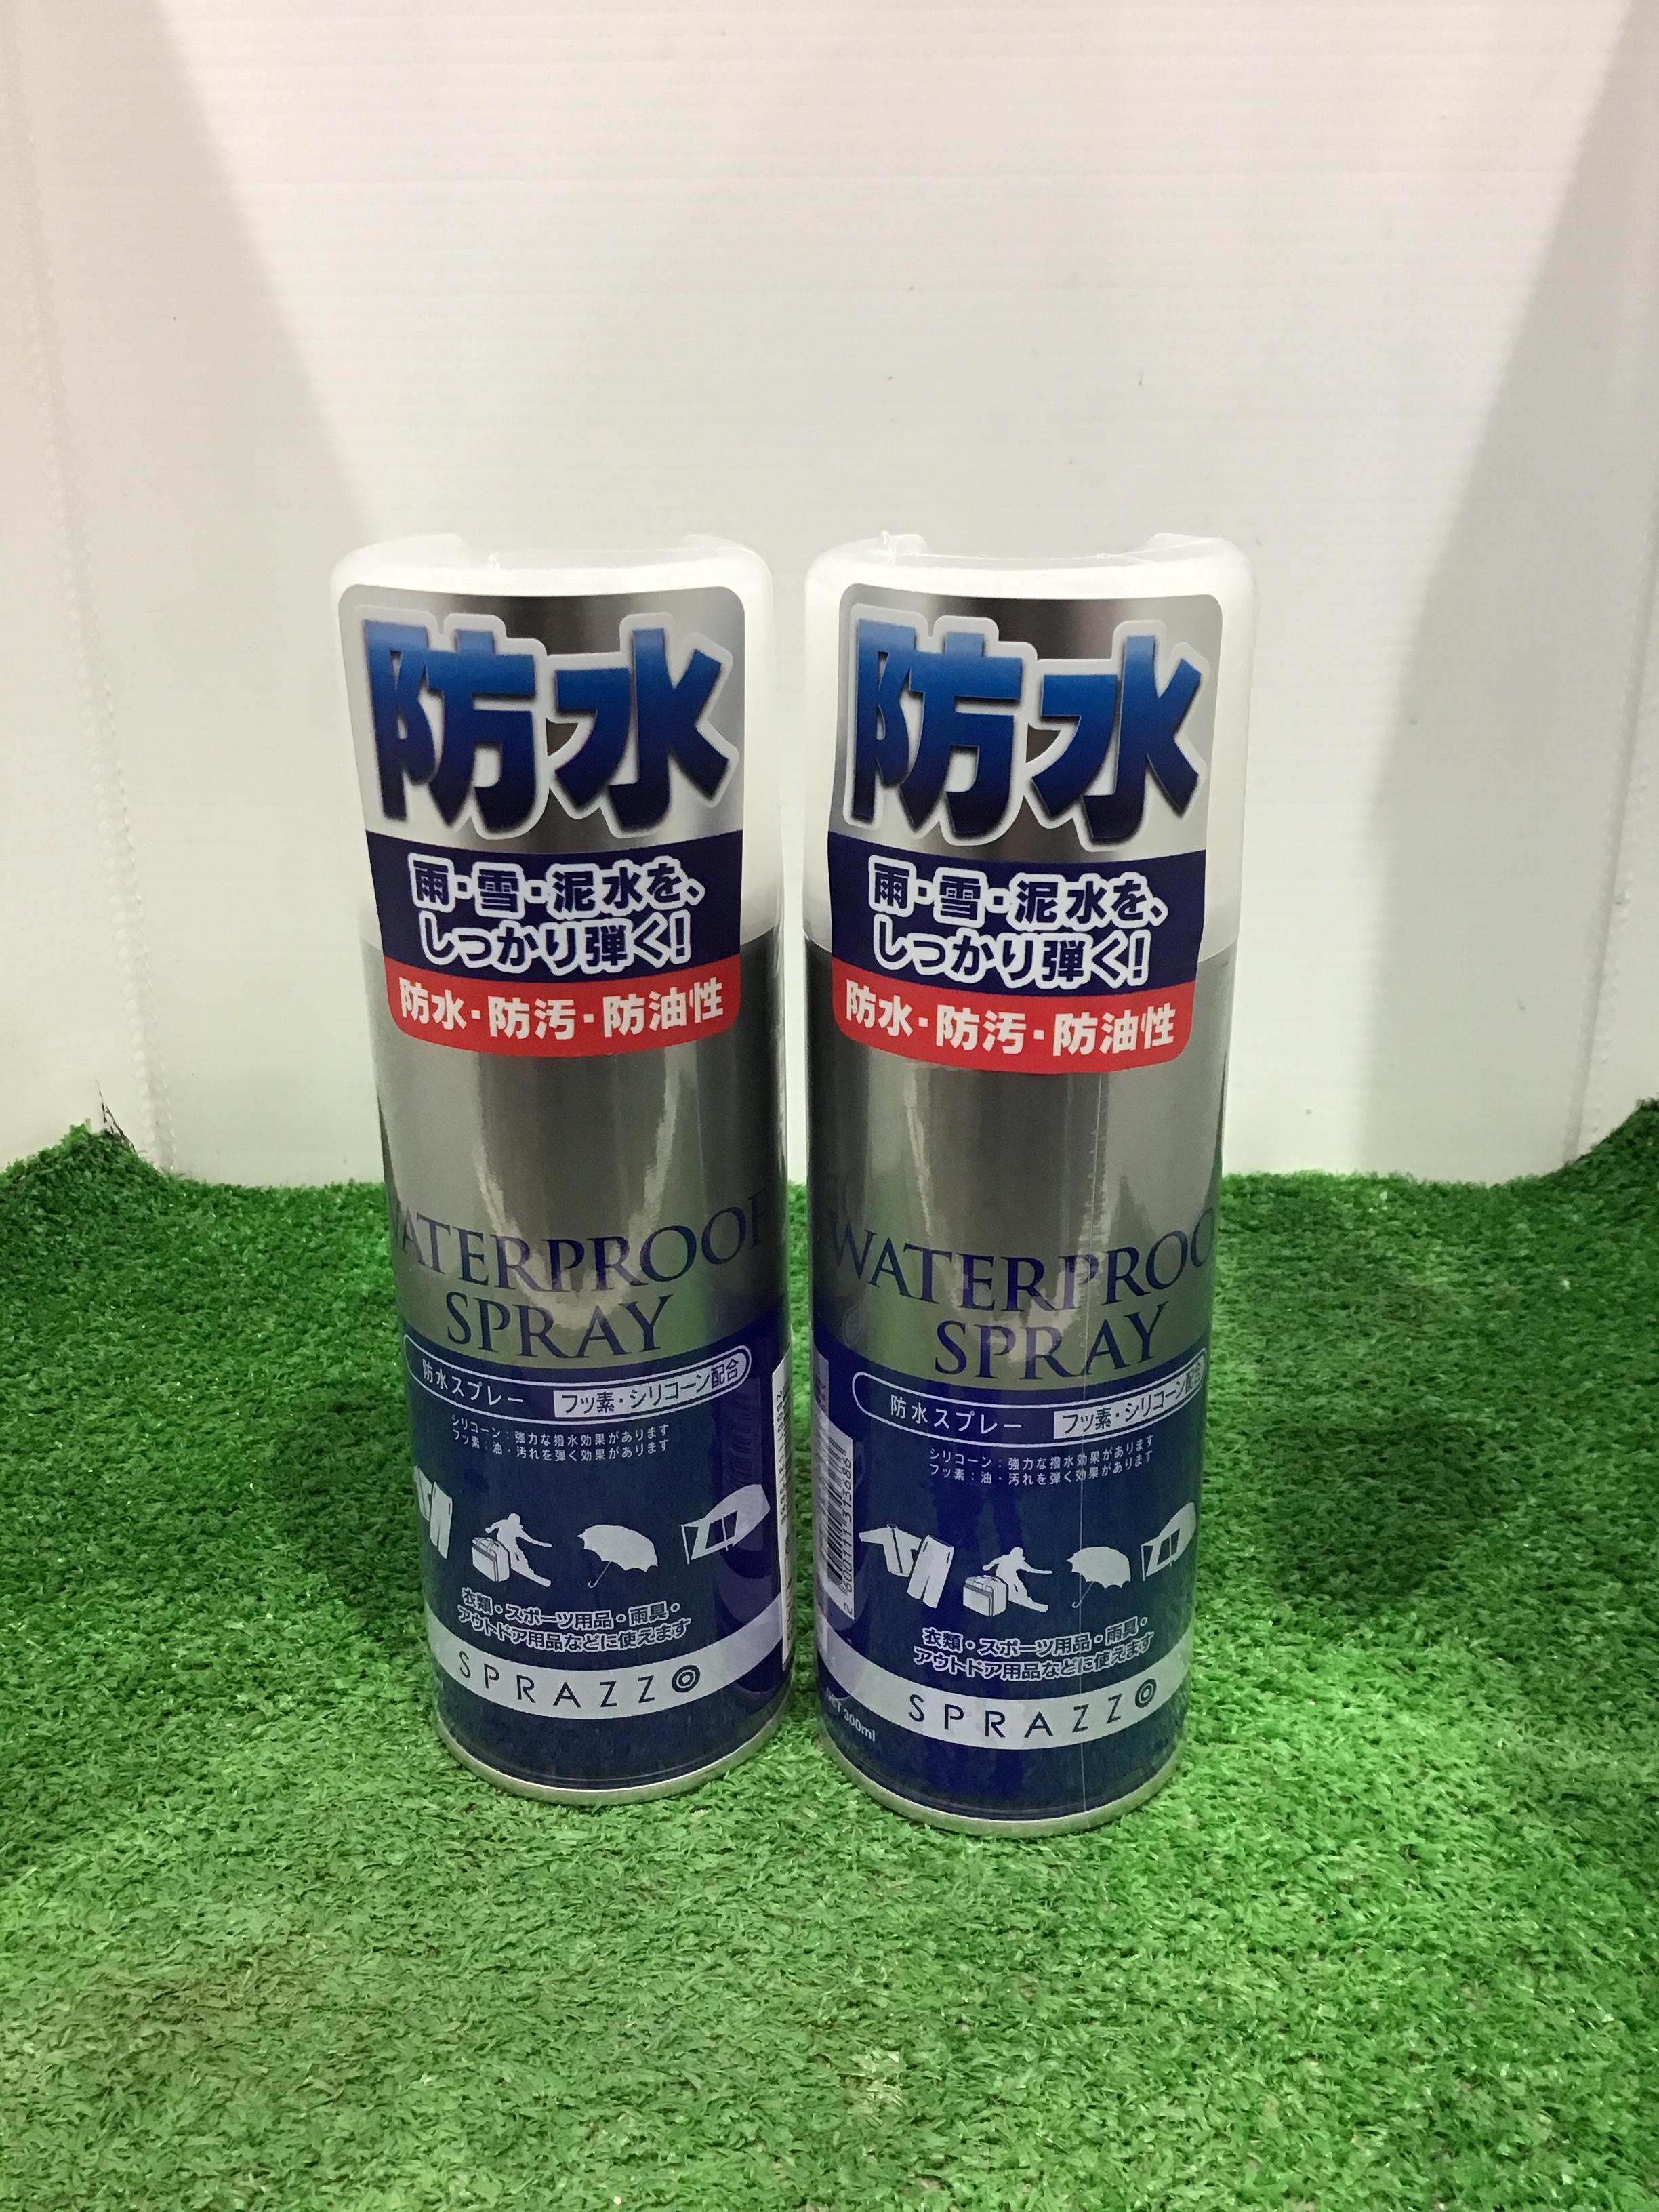 防水
雨・雪・泥水を、
しっかり弾く!
防水・防汚・防油性
WATERPROOF
SPRAY
防水スプレー フッ素・シリコーン配合
シリコーン:強力な撥水効果があります
フッ素:油・汚れを弾く効果があります
衣類・スポーツ用品・雨具・
アウトドア用品などに使えます
SPRAZZO
防水
雨・雪・泥水を、
しっかり弾く!
防水・防汚・防油性
WATERPROO
SPRAY
防水スプレー フッ素・シリコーン配合
シリコーン:強力な撥水効果があります
フッ素:油・汚れを弾く効果があります
衣類・スポーツ用品・雨具・
アウトドア用品などに使えます
SPRAZZO
300ml